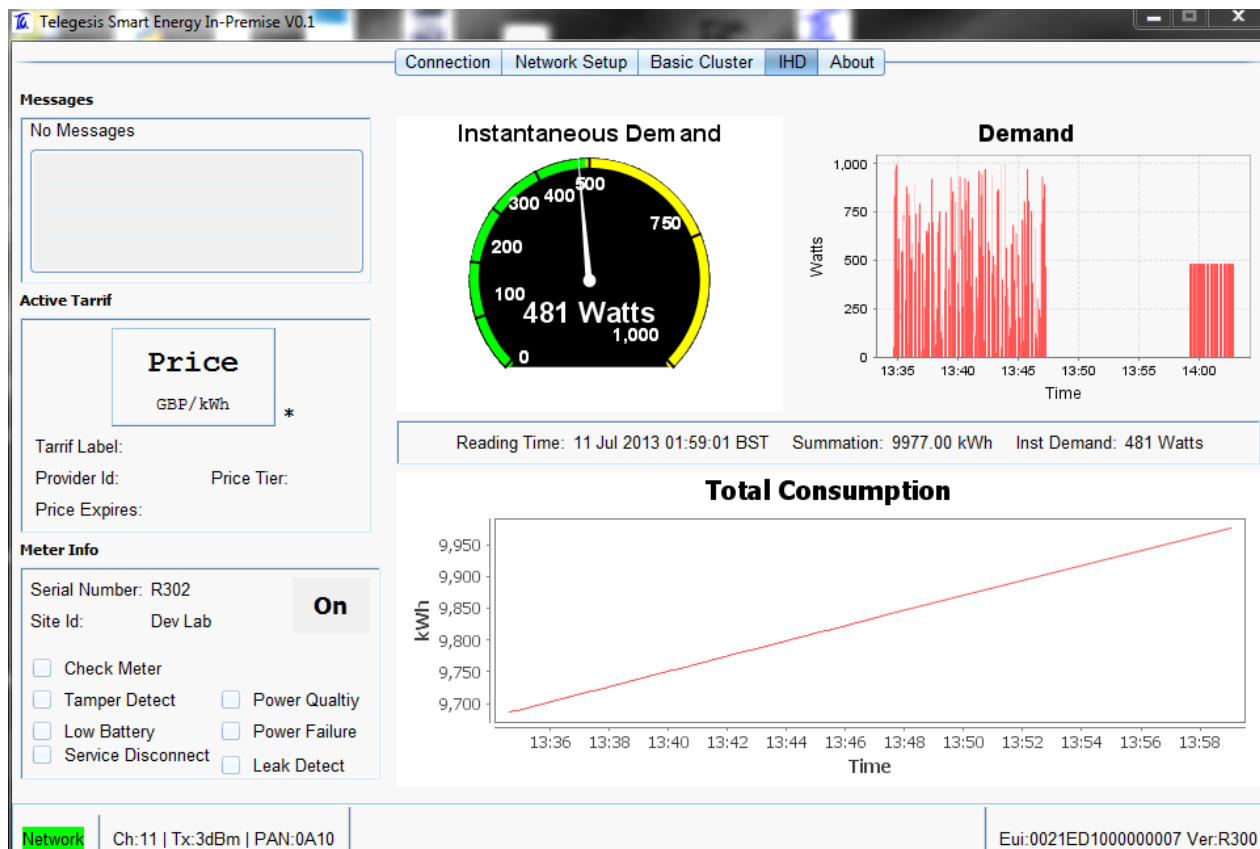 Telegesis Smart Energy In-Premise V0.1
Connection Network Setup Basic Cluster IHD About
Messages
No Messages
Active Tarrif
Price
GBP/kWh
*
Tarrif Label:
Provider Id: Price Tier:
Price Expires:
Meter Info
Serial Number: R302
Site Id: Dev Lab
On
Check Meter
Tamper Detect
Power Qualtiy
Low Battery
Power Failure
Service Disconnect
Leak Detect
Instantaneous Demand
0
100
200
300
400
500
750
1,000
481 Watts
Demand
Watts
1,000
750
500
250
0
13:35 13:40 13:45 13:50 13:55 14:00
Time
Reading Time: 11 Jul 2013 01:59:01 BST Summation: 9977.00 kWh Inst Demand: 481 Watts
Total Consumption
kWh
9,950
9,900
9,850
9,800
9,750
9,700
13:36 13:38 13:40 13:42 13:44 13:46 13:48 13:50 13:52 13:54 13:56 13:58
Time
Network
Ch:11 | Tx:3dBm | PAN:0A10
Eui:0021ED1000000007 Ver:R300